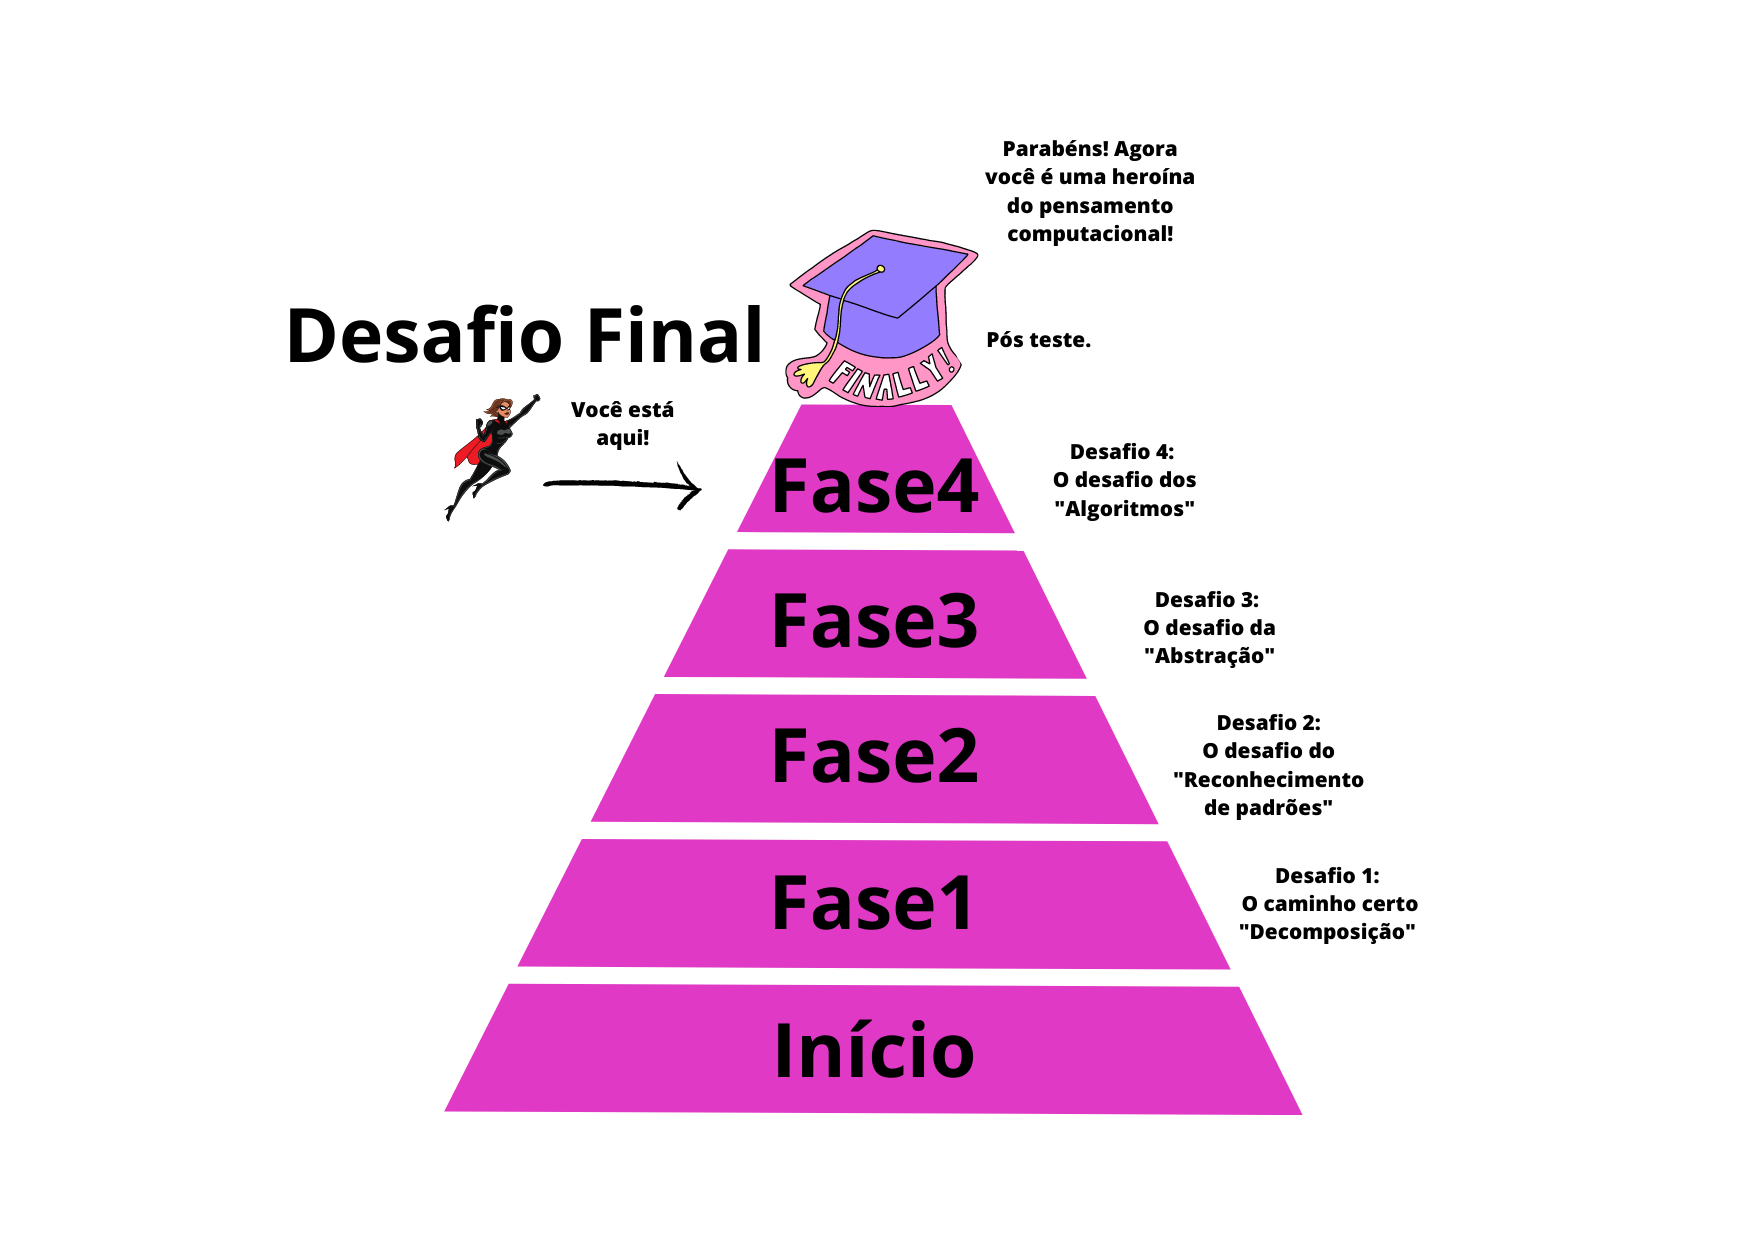 Parabéns! Agora
você é uma heroína
do pensamento
computacional!
Desafio Final
FINALLY!
Pós teste.
Você está
aqui!
Fase4
Desafio 4:
O desafio dos
"Algoritmos"
Fase3
Desafio 3:
O desafio da
"Abstração"
Fase2
Desafio 2:
O desafio do
"Reconhecimento
de padrões"
Fase1
Desafio 1:
O caminho certo
"Decomposição"
Início